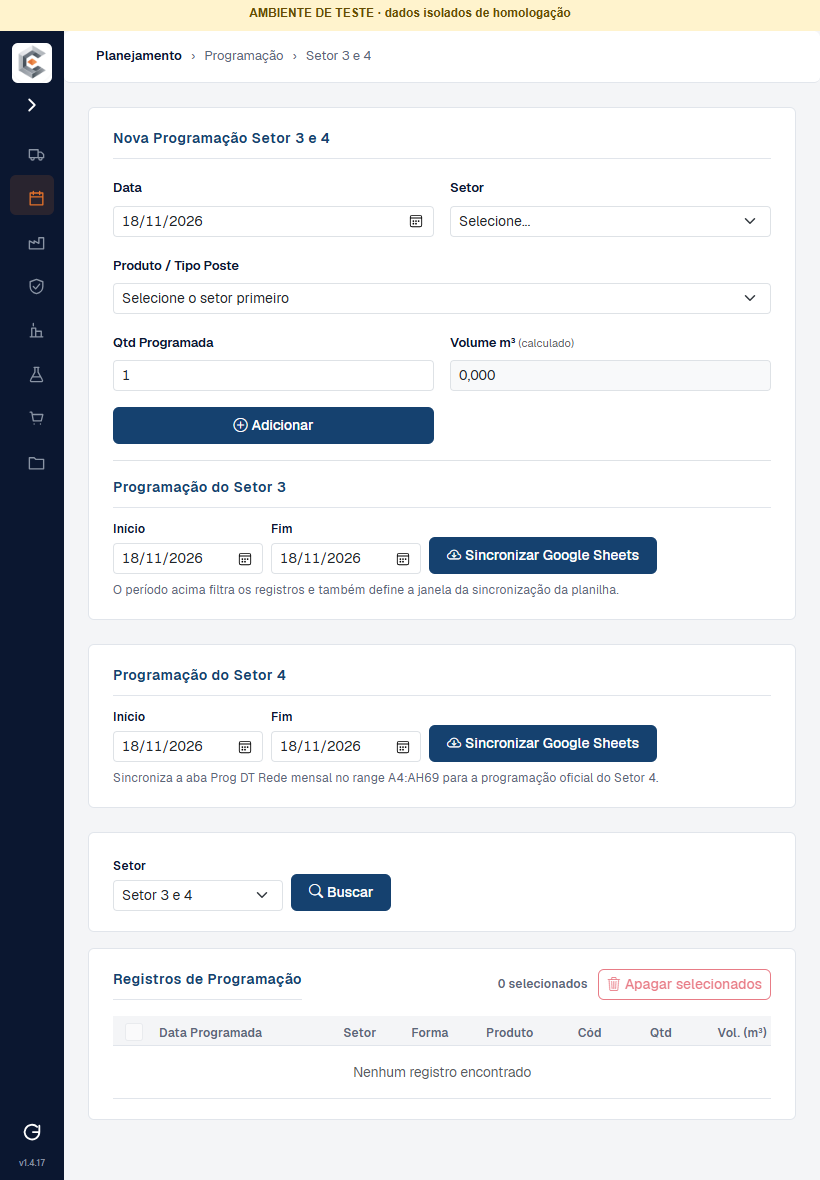 AMBIENTE DE TESTE · dados isolados de homologação
Planejamento › Programação › Setor 3 e 4
Nova Programação Setor 3 e 4
Data Setor
18/11/2026 Selecione...
Produto / Tipo Poste
Selecione o setor primeiro
Qtd Programada Volume m³ (calculado)
1 0,000
Adicionar
Programação do Setor 3
Início Fim
18/11/2026 18/11/2026 Sincronizar Google Sheets
O período acima filtra os registros e também define a janela da sincronização da planilha.
Programação do Setor 4
Início Fim
18/11/2026 18/11/2026 Sincronizar Google Sheets
Sincroniza a aba Prog DT Rede mensal no range A4:AH69 para a programação oficial do Setor 4.
Setor
Setor 3 e 4 Buscar
Registros de Programação 0 selecionados Apagar selecionados
Data Programada Setor Forma Produto Cód Qtd Vol. (m³)
Nenhum registro encontrado
v1.4.17